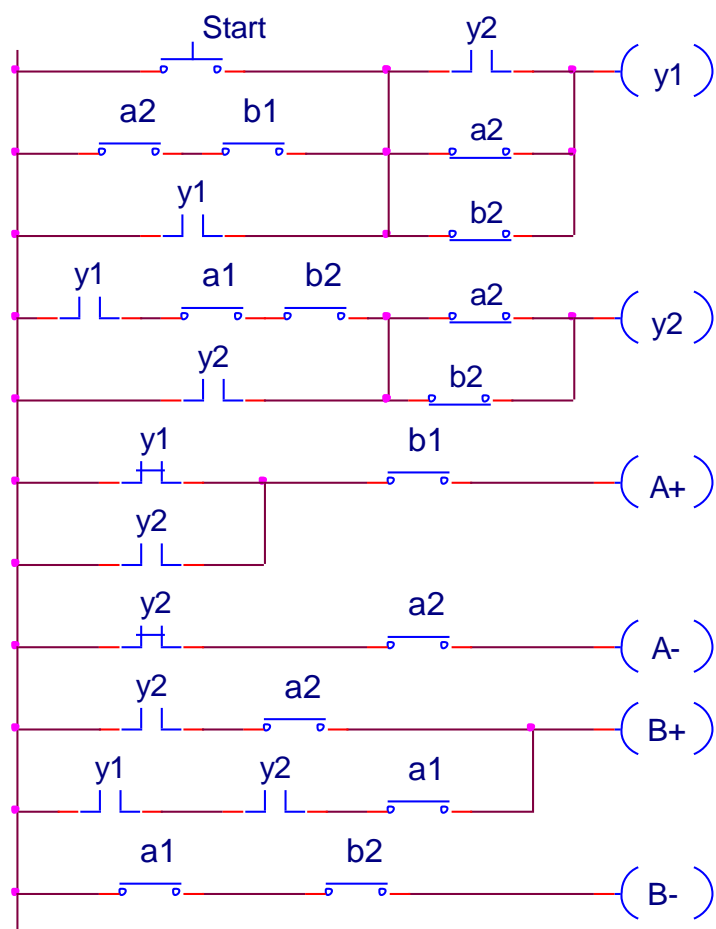 Start y2
y1
a2 b1
a2
y1
b2
y1 a1 b2 a2
y2
y2 b2
y1 b1
A+
y2
y2 a2
A-
y2 a2
B+
y1 y2 a1
a1 b2
B-